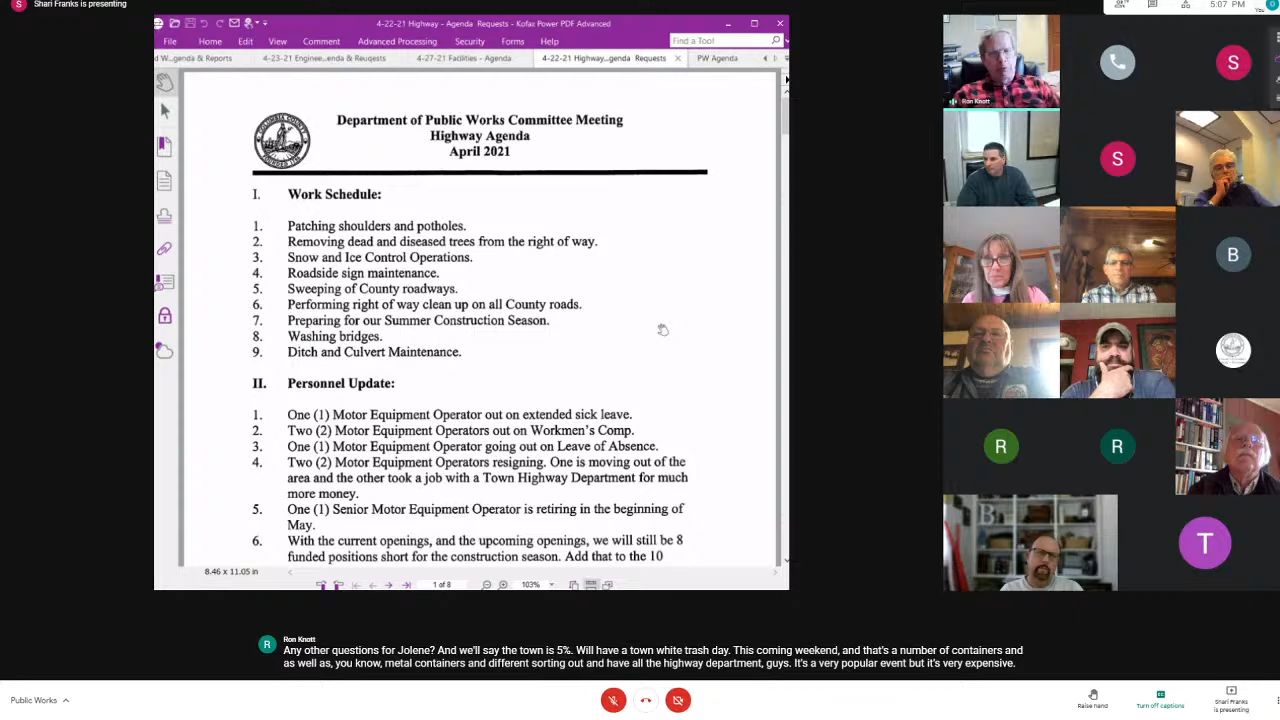 Shari Franks is presenting
5:07 PM
You
4-22-21 Highway - Agenda Requests - Kofax Power PDF Advanced
File Home Edit View Comment Advanced Processing Security Forms Help
Find a Tool
d W...genda & Reports
4-23-21 Enginee...enda & Reuqests
4-27-21 Facilities - Agenda
4-22-21 Highway...genda Requests
PW Agenda
Department of Public Works Committee Meeting
Highway Agenda
April 2021
I. Work Schedule:
1. Patching shoulders and potholes.
2. Removing dead and diseased trees from the right of way.
3. Snow and Ice Control Operations.
4. Roadside sign maintenance.
5. Sweeping of County roadways.
6. Performing right of way clean up on all County roads.
7. Preparing for our Summer Construction Season.
8. Washing bridges.
9. Ditch and Culvert Maintenance.
II. Personnel Update:
1. One (1) Motor Equipment Operator out on extended sick leave.
2. Two (2) Motor Equipment Operators out on Workmen's Comp.
3. One (1) Motor Equipment Operator going out on Leave of Absence.
4. Two (2) Motor Equipment Operators resigning. One is moving out of the
area and the other took a job with a Town Highway Department for much
more money.
5. One (1) Senior Motor Equipment Operator is retiring in the beginning of
May.
6. With the current openings, and the upcoming openings, we will still be 8
funded positions short for the construction season. Add that to the 10
8.46 x 11.05 in
1 of 8
103%
Ron Knott
S
S
B
R
R
B
T
R
Ron Knott
Any other questions for Jolene? And we'll say the town is 5%. Will have a town white trash day. This coming weekend, and that's a number of containers and
as well as, you know, metal containers and different sorting out and have all the highway department, guys. It's a very popular event but it's very expensive.
Public Works
Raise hand
Turn off captions
Shari Franks
is presenting